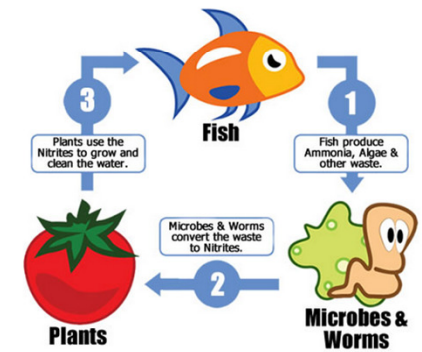 Fish
1
Fish produce
Ammonia, Algae &
other waste.
Microbes &
Worms
Microbes & Worms
convert the waste
to Nitrites.
2
Plants
Plants use the
Nitrites to grow and
clean the water.
3